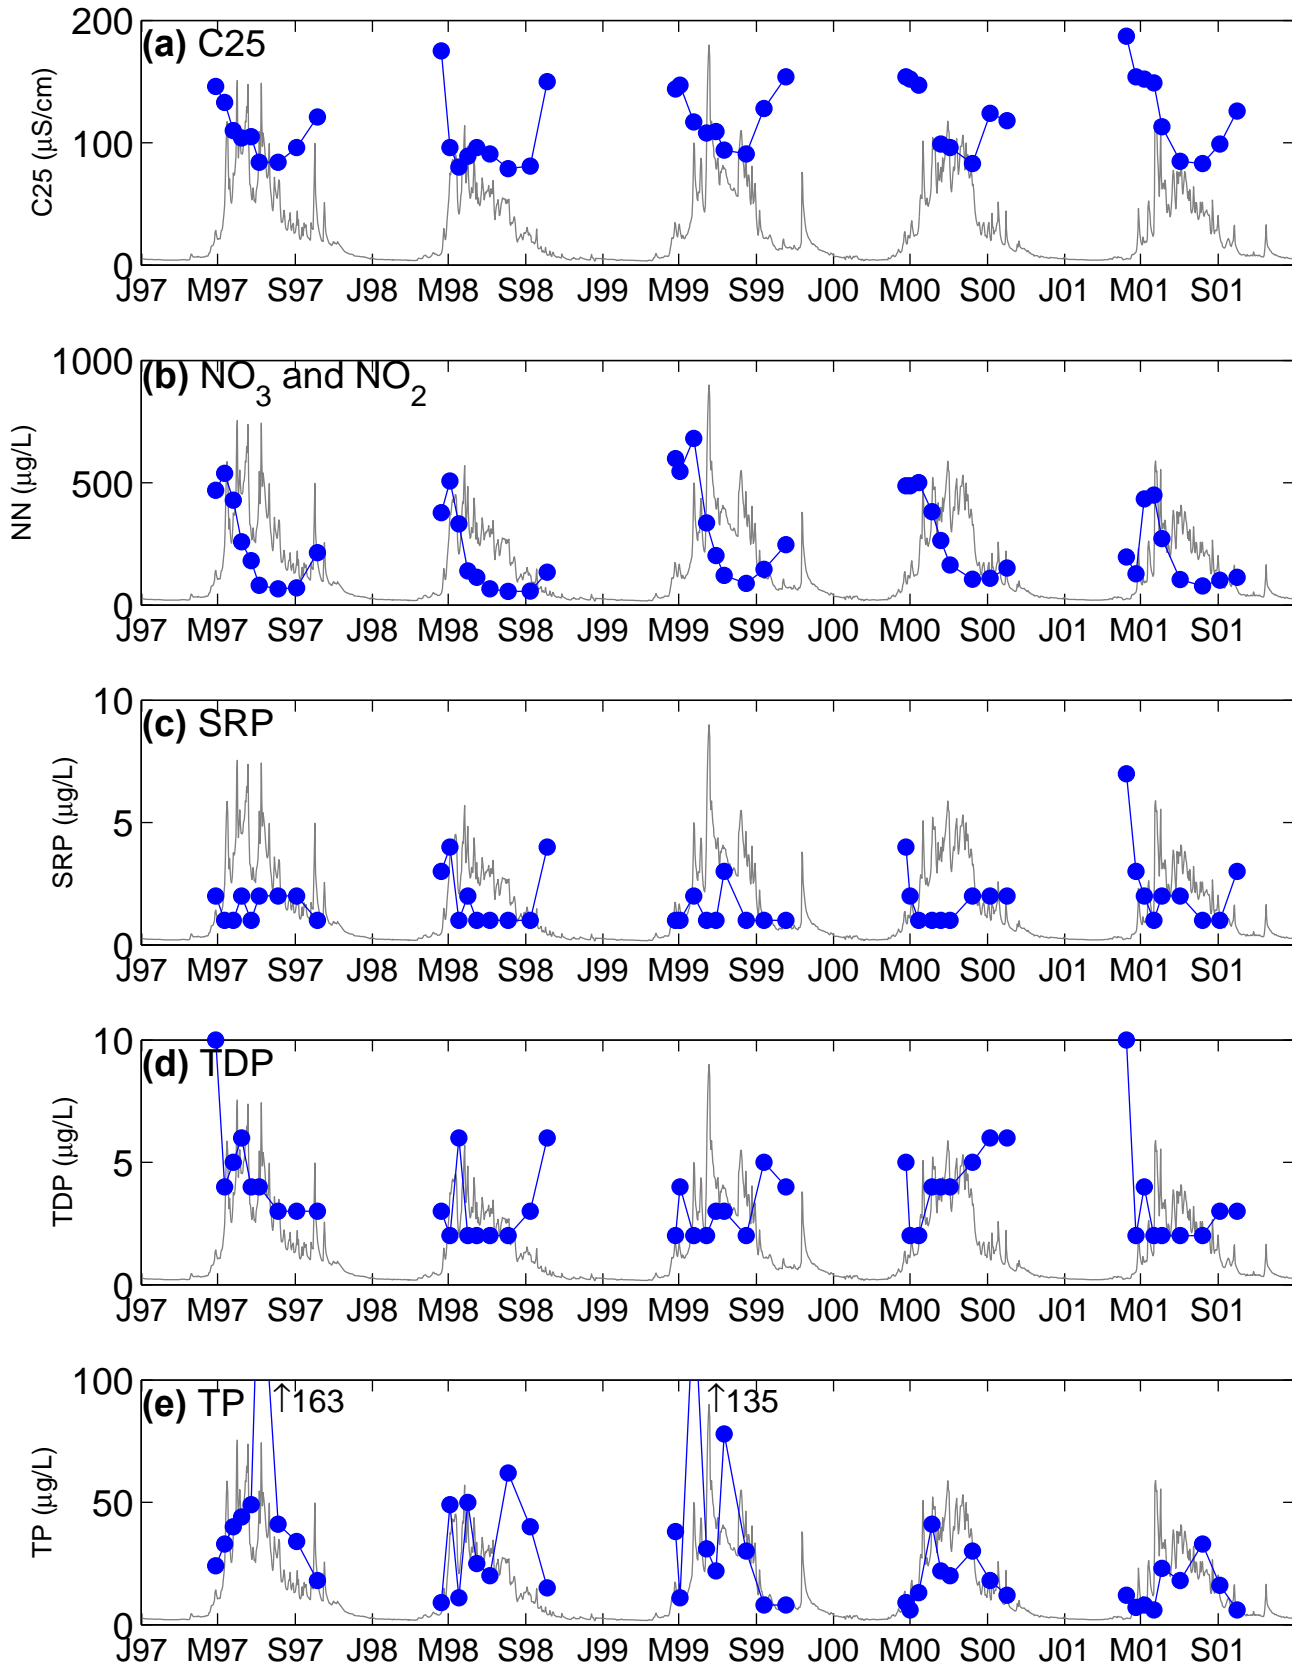 (a) C25
C25 (μS/cm)
200
100
0
J97 M97 S97 J98 M98 S98 J99 M99 S99 J00 M00 S00 J01 M01 S01
(b) NO3 and NO2
NN (μg/L)
1000
500
0
J97 M97 S97 J98 M98 S98 J99 M99 S99 J00 M00 S00 J01 M01 S01
(c) SRP
SRP (μg/L)
10
5
0
J97 M97 S97 J98 M98 S98 J99 M99 S99 J00 M00 S00 J01 M01 S01
(d) TDP
TDP (μg/L)
10
5
0
J97 M97 S97 J98 M98 S98 J99 M99 S99 J00 M00 S00 J01 M01 S01
(e) TP ↑163 ↑135
TP (μg/L)
100
50
0
J97 M97 S97 J98 M98 S98 J99 M99 S99 J00 M00 S00 J01 M01 S01